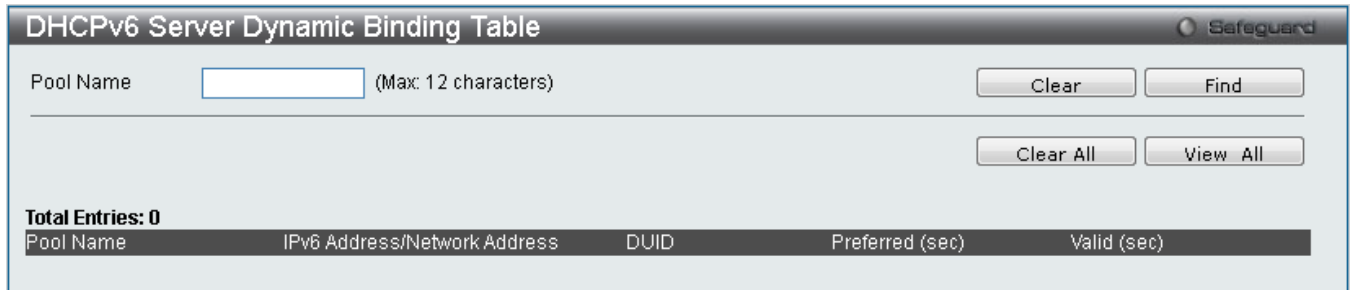 DHCPv6 Server Dynamic Binding Table Safeguard
Pool Name (Max: 12 characters) Clear Find
Clear All View All
Total Entries: 0
Pool Name IPv6 Address/Network Address DUID Preferred (sec) Valid (sec)